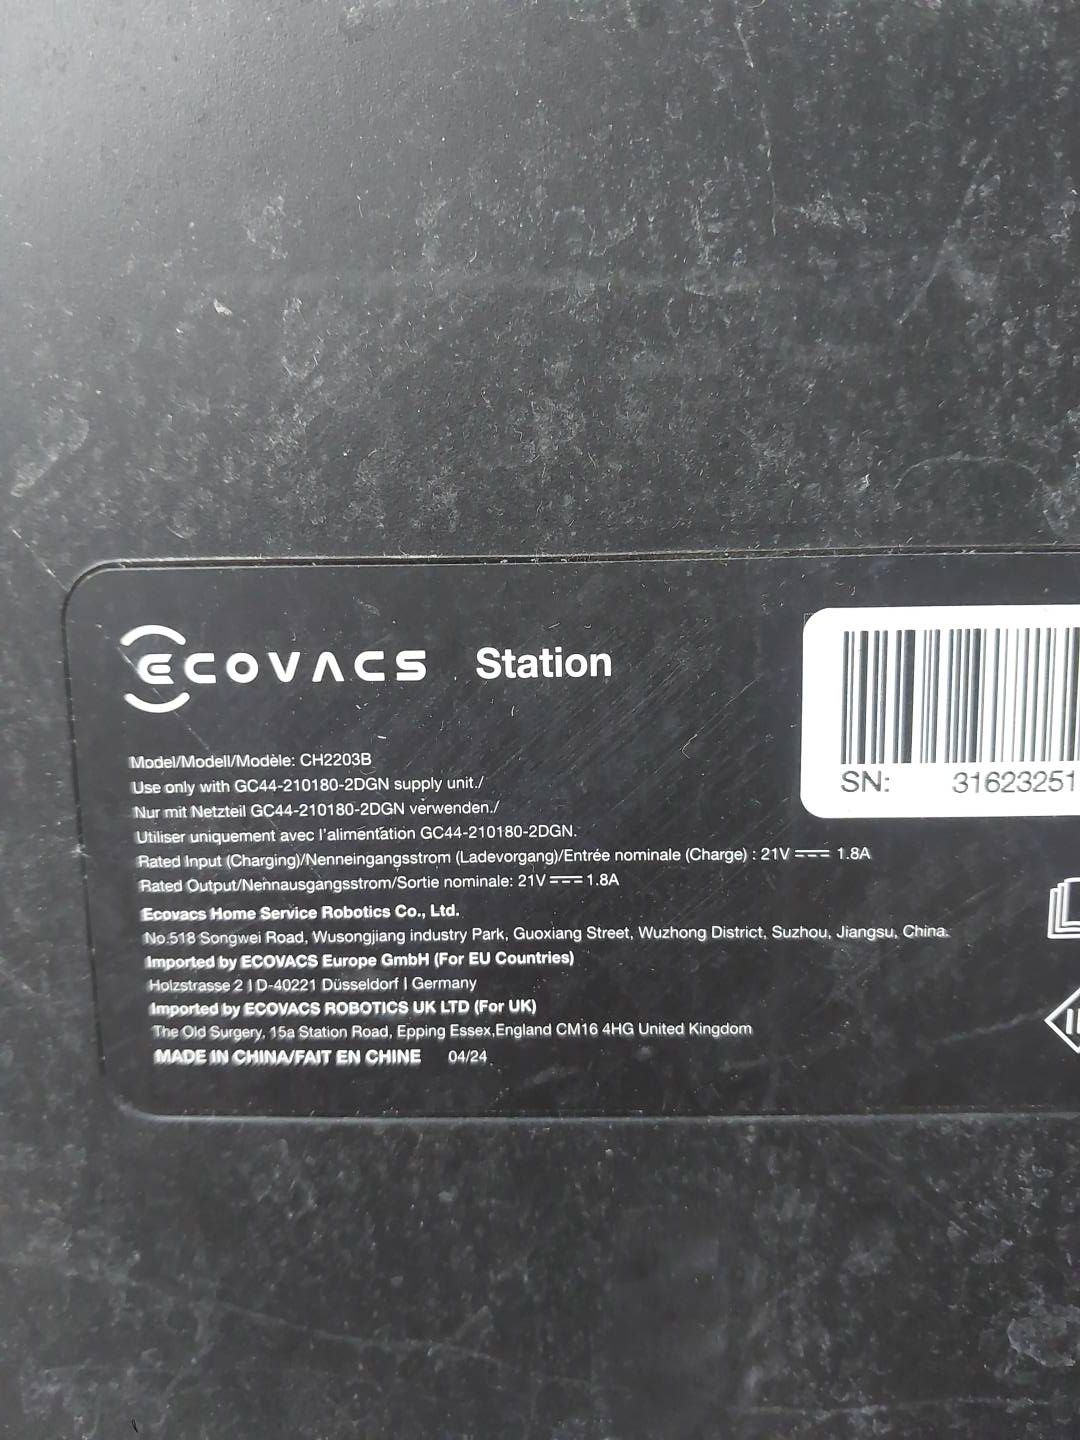 ECOVACS Station
Model/Modell/Modèle: CH2203B
Use only with GC44-210180-2DGN supply unit./
Nur mit Netzteil GC44-210180-2DGN verwenden./
Utiliser uniquement avec l'alimentation GC44-210180-2DGN.
Rated Input (Charging)/Nenneingangsstrom (Ladevorgang)/Entrée nominale (Charge) : 21V ⎓ 1.8A
Rated Output/Nennausgangsstrom/Sortie nominale: 21V ⎓ 1.8A
Ecovacs Home Service Robotics Co., Ltd.
No.518 Songwei Road, Wusongjiang industry Park, Guoxiang Street, Wuzhong District, Suzhou, Jiangsu, China.
Imported by ECOVACS Europe GmbH (For EU Countries)
Holzstrasse 2 | D-40221 Düsseldorf | Germany
Imported by ECOVACS ROBOTICS UK LTD (For UK)
The Old Surgery, 15a Station Road, Epping Essex,England CM16 4HG United Kingdom
MADE IN CHINA/FAIT EN CHINE 04/24
SN: 31623251